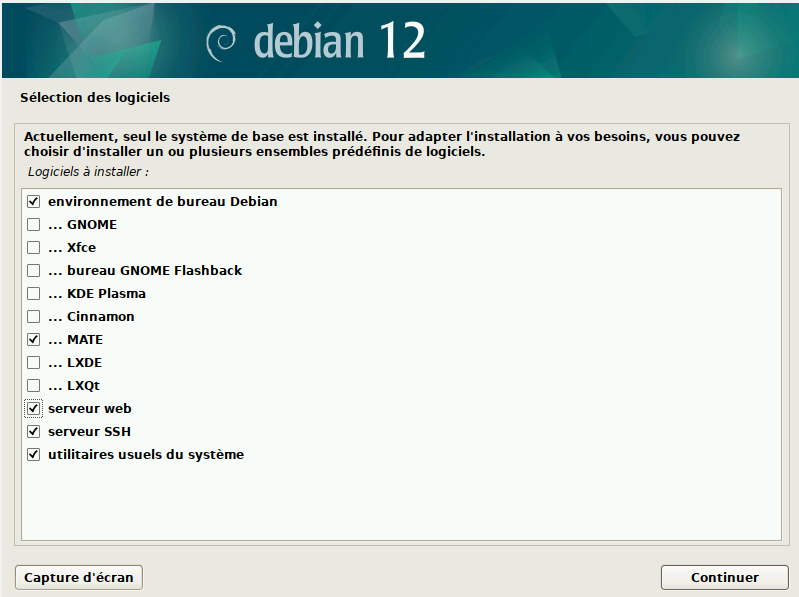 debian 12
Sélection des logiciels
Actuellement, seul le système de base est installé. Pour adapter l'installation à vos besoins, vous pouvez
choisir d'installer un ou plusieurs ensembles prédéfinis de logiciels.
Logiciels à installer :
environnement de bureau Debian
... GNOME
... Xfce
... bureau GNOME Flashback
... KDE Plasma
... Cinnamon
... MATE
... LXDE
... LXQt
serveur web
serveur SSH
utilitaires usuels du système
Capture d'écran
Continuer